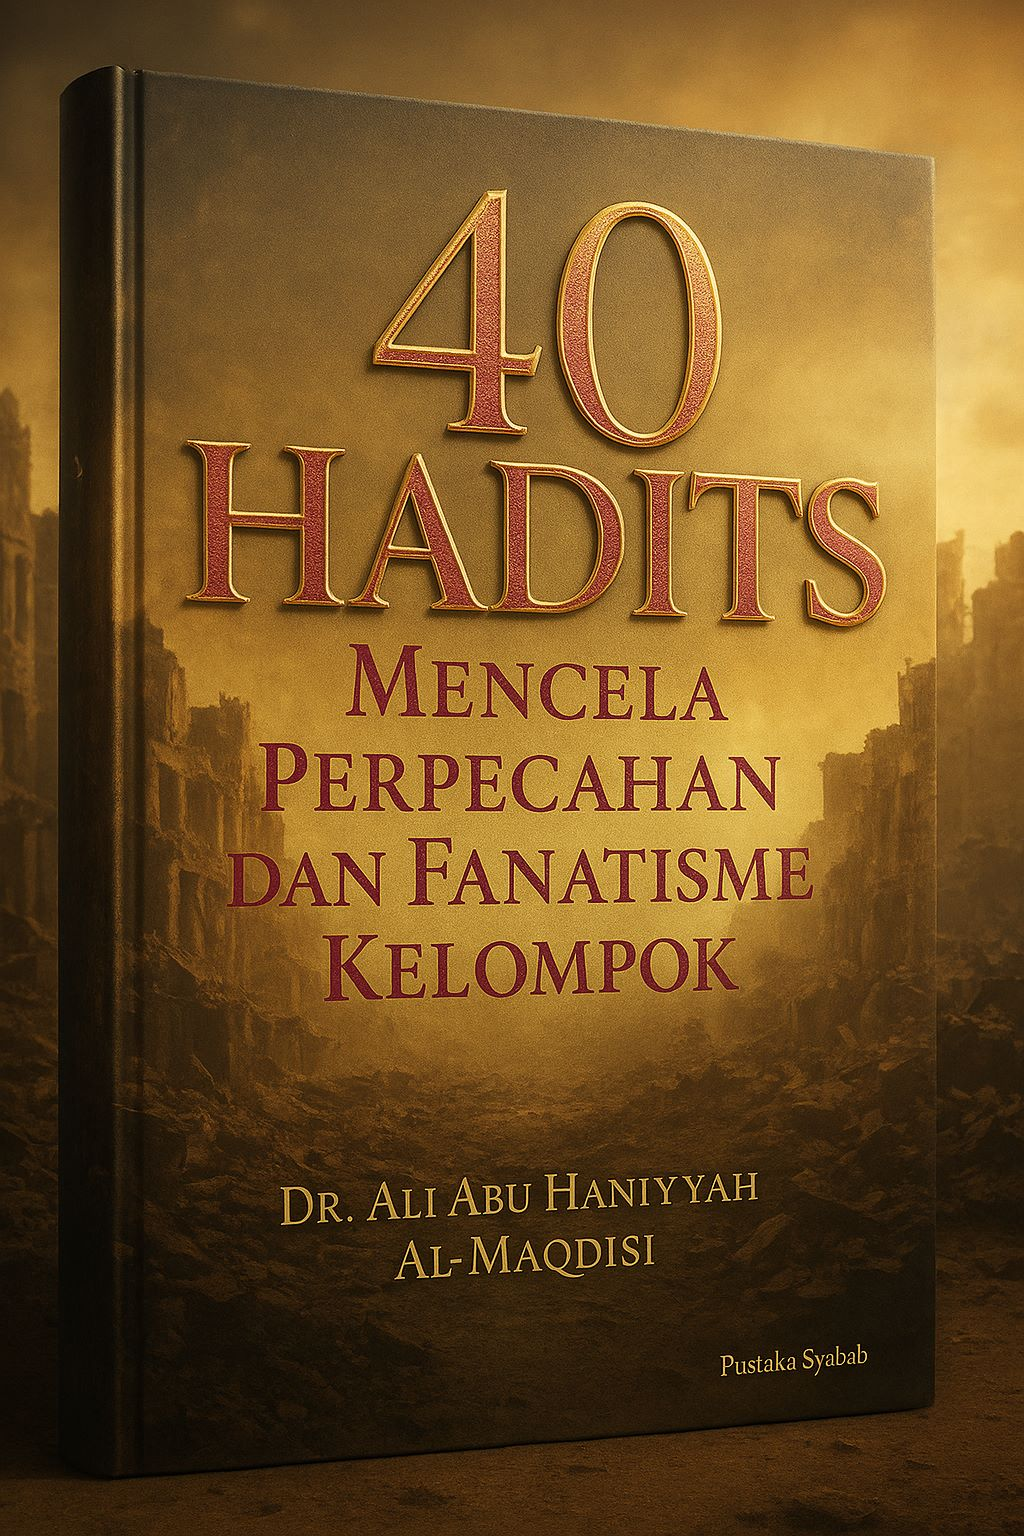 40
HADITS
MENCELA
PERPECAHAN
DAN FANATISME
KELOMPOK
DR. ALI ABU HANIYYAH
AL-MAQDISI
Pustaka Syabab